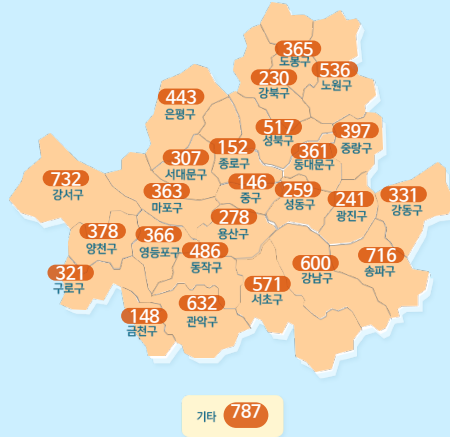 365
도봉구
536
노원구
230
강북구
443
은평구
517
성북구
397
중랑구
152
종로구
361
동대문구
307
서대문구
732
강서구
363
마포구
146
중구
259
성동구
241
광진구
331
강동구
278
용산구
378
양천구
366
영등포구
486
동작구
716
송파구
600
강남구
321
구로구
571
서초구
632
관악구
148
금천구
기타 787